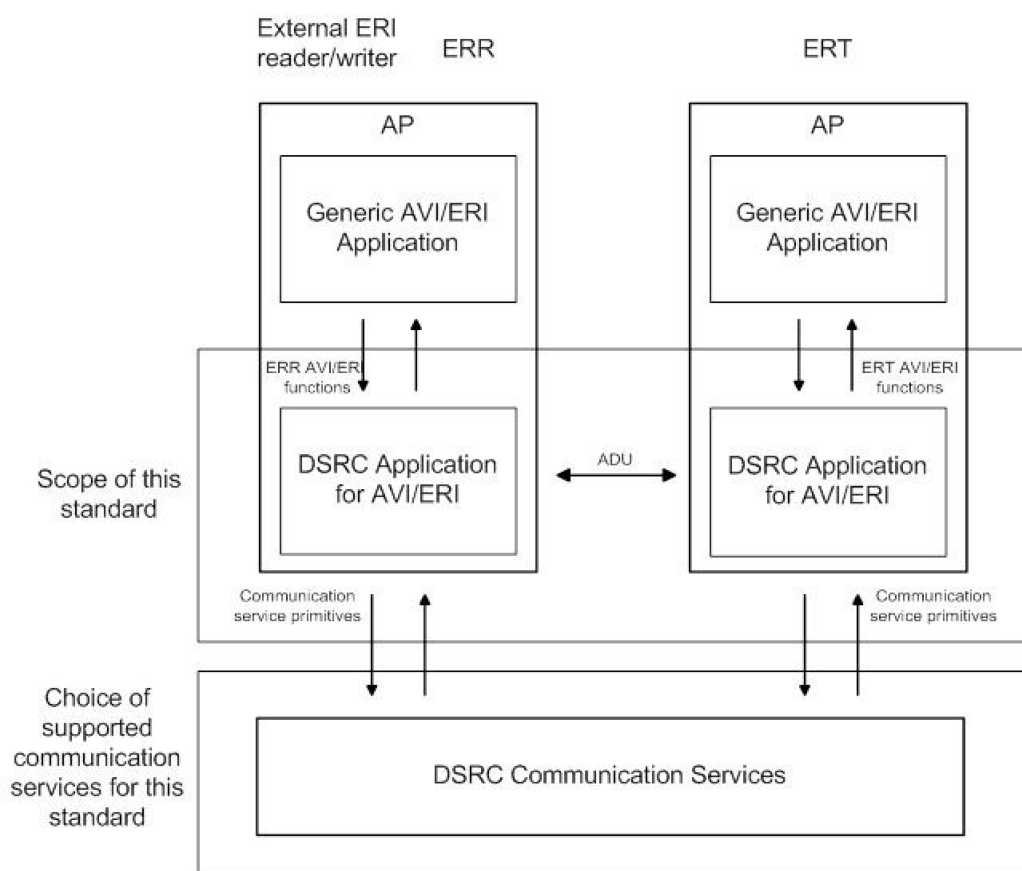 External ERI
reader/writer
ERR
ERT
AP
AP
Generic AVI/ERI
Application
Generic AVI/ERI
Application
ERR AVI/ERI
functions
ERT AVI/ERI
functions
Scope of this
standard
DSRC Application
for AVI/ERI
ADU
DSRC Application
for AVI/ERI
Communication
service primitives
Communication
service primitives
Choice of
supported
communication
services for this
standard
DSRC Communication Services